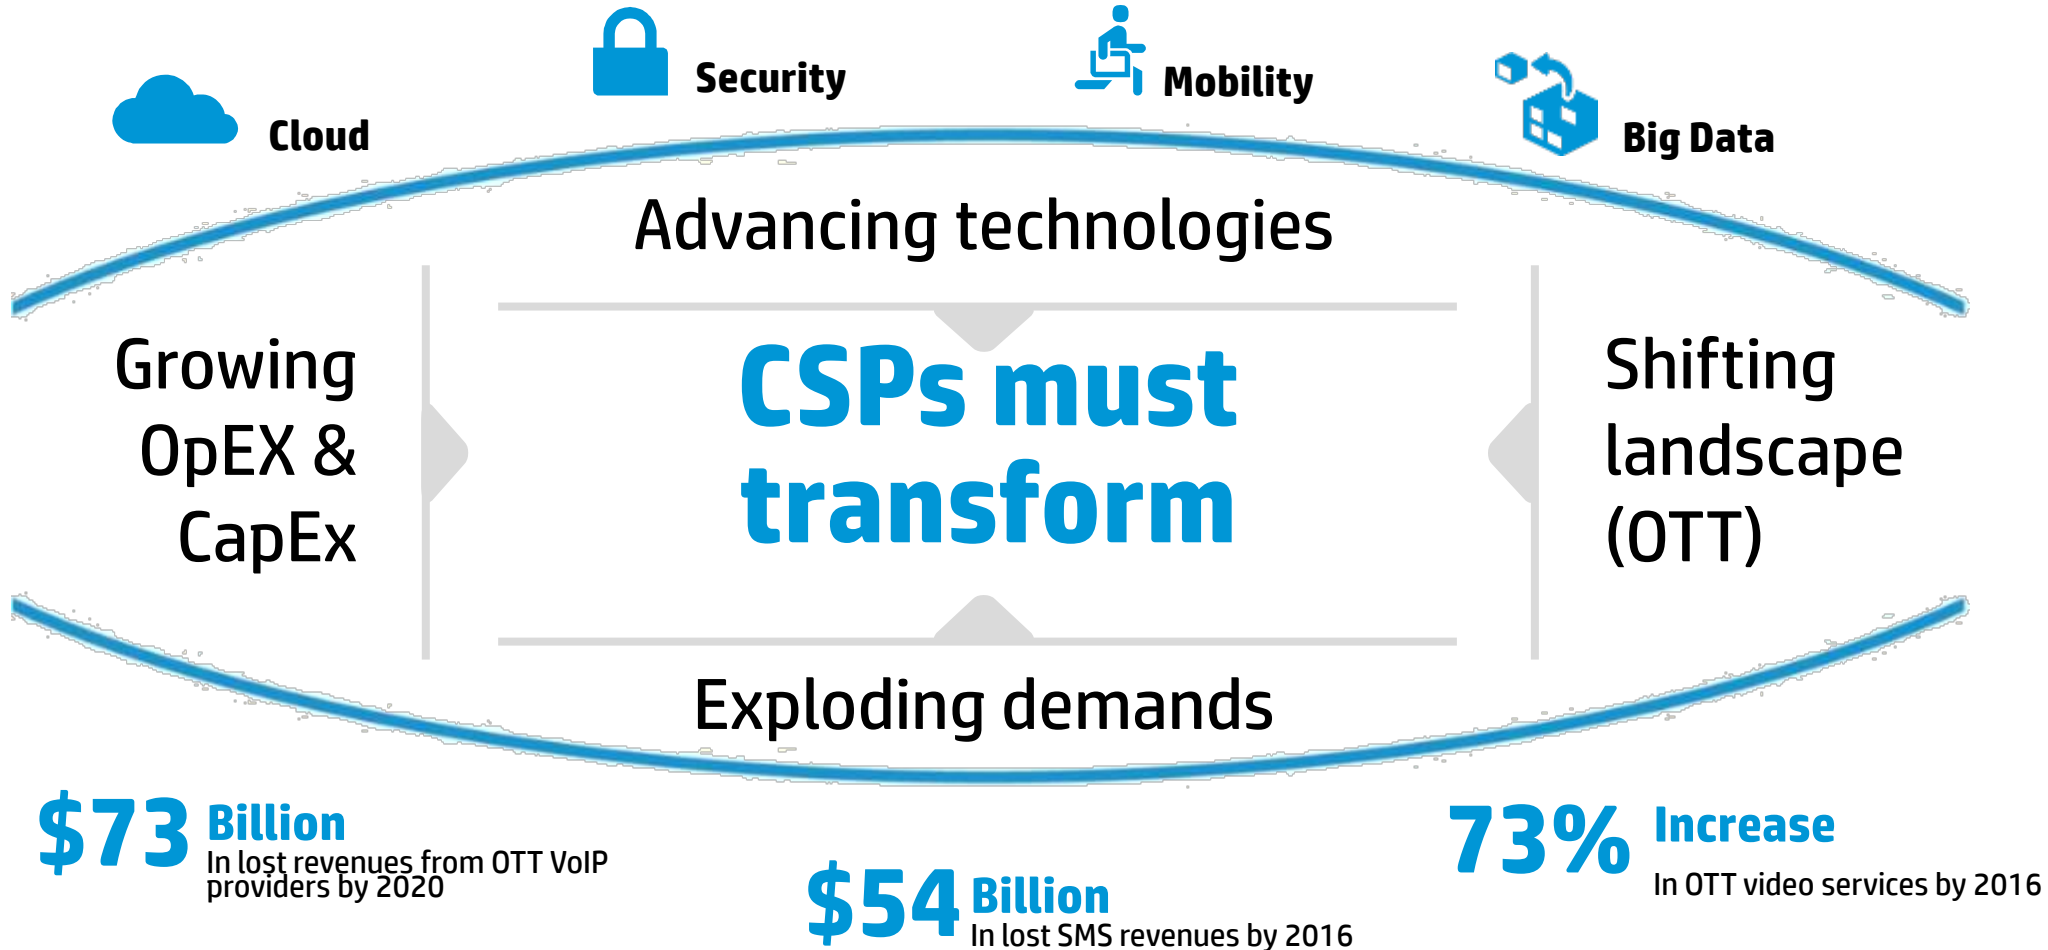 Cloud
Security
Mobility
Big Data
Advancing technologies
Growing
OpEX &
CapEx
CSPs must
transform
Shifting
landscape
(OTT)
Exploding demands
$73 Billion
In lost revenues from OTT VoIP
providers by 2020
$54 Billion
In lost SMS revenues by 2016
73% Increase
In OTT video services by 2016